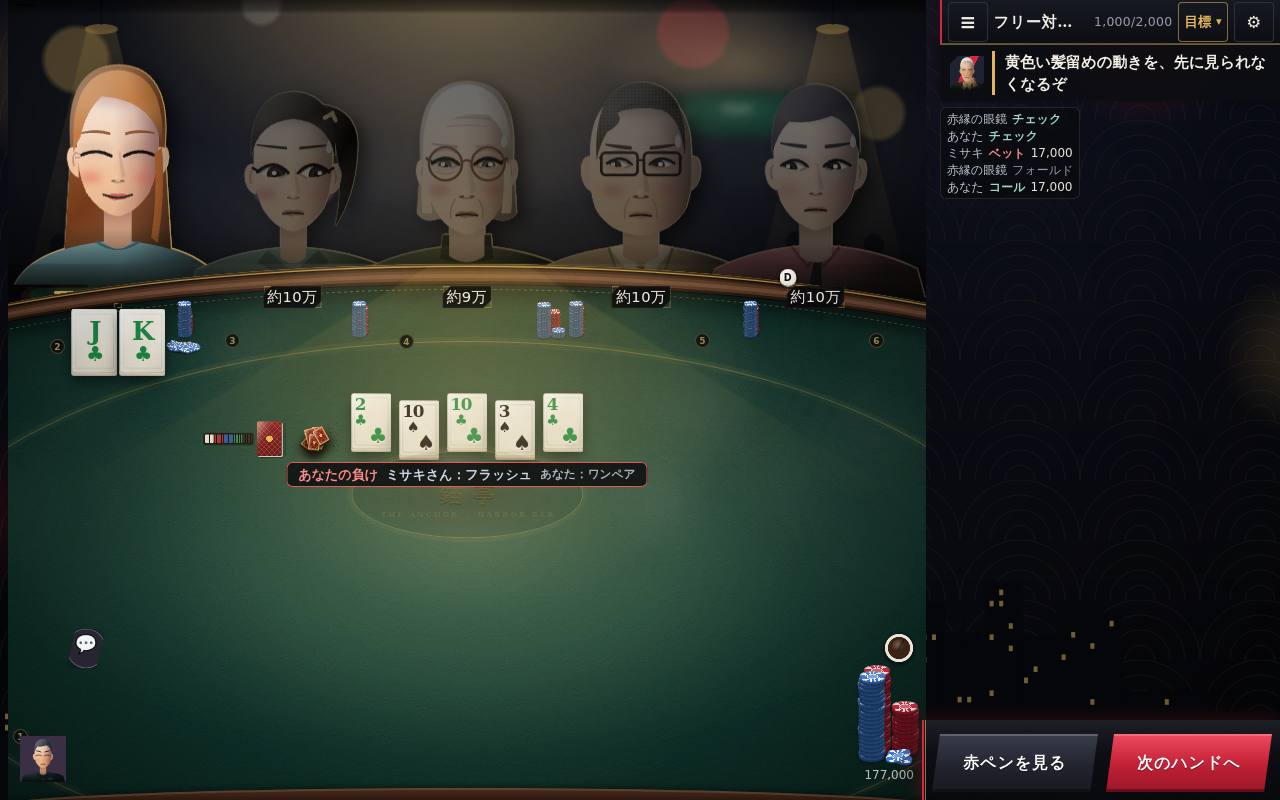 フリー対… 1,000/2,000 目標▼
黄色い髪留めの動きを、先に見られな
くなるぞ
赤縁の眼鏡 チェック
あなた チェック
ミサキ ベット 17,000
赤縁の眼鏡 フォールド
あなた コール 17,000
D
約10万
約9万
約10万
約10万
2
3
4
5
6
J
K
2
10
10
3
4
あなたの負け ミサキさん：フラッシュ あなた：ワンペア
THE ANCHOR HARBOR BAR
1
177,000
赤ペンを見る
次のハンドへ